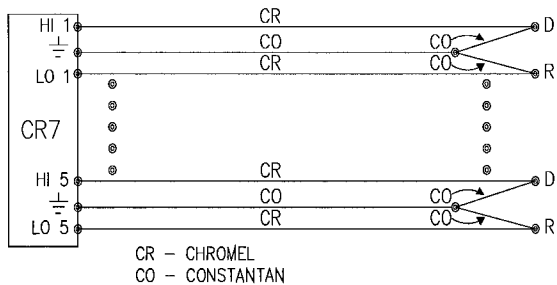 HI 1 CR D
CO CO
LO 1 CR CO R
CR7
HI 5 CR D
CO CO
LO 5 CR CO R
CR – CHROMEL
CO – CONSTANTAN